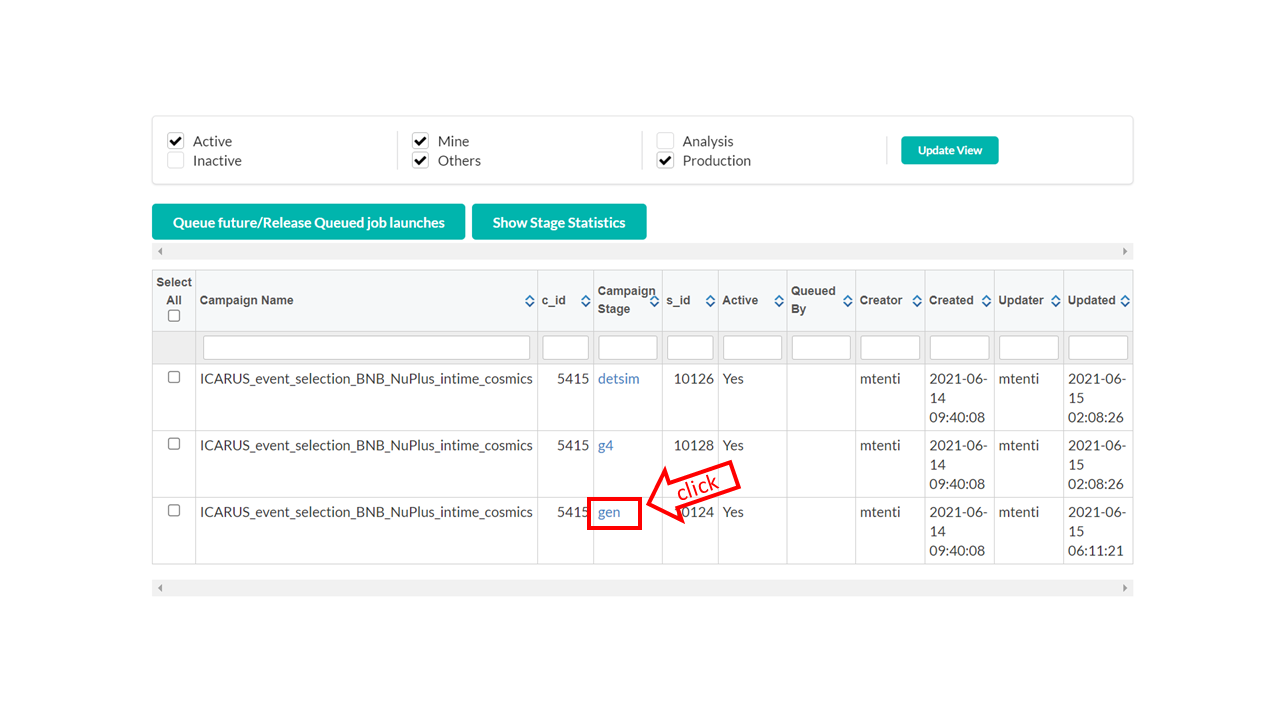 Active
Inactive
Mine
Others
Analysis
Production
Update View
Queue future/Release Queued job launches
Show Stage Statistics
Select All
Campaign Name
c_id
Campaign Stage
s_id
Active
Queued By
Creator
Created
Updater
Updated
ICARUS_event_selection_BNB_NuPlus_intime_cosmics 5415 detsim 10126 Yes mtenti 2021-06- mtenti 2021-06-
14 15
09:40:08 02:08:26
ICARUS_event_selection_BNB_NuPlus_intime_cosmics 5415 g4 10128 Yes mtenti 2021-06- mtenti 2021-06-
14 15
09:40:08 02:08:26
click
ICARUS_event_selection_BNB_NuPlus_intime_cosmics 5415 gen 0124 Yes mtenti 2021-06- mtenti 2021-06-
14 15
09:40:08 06:11:21